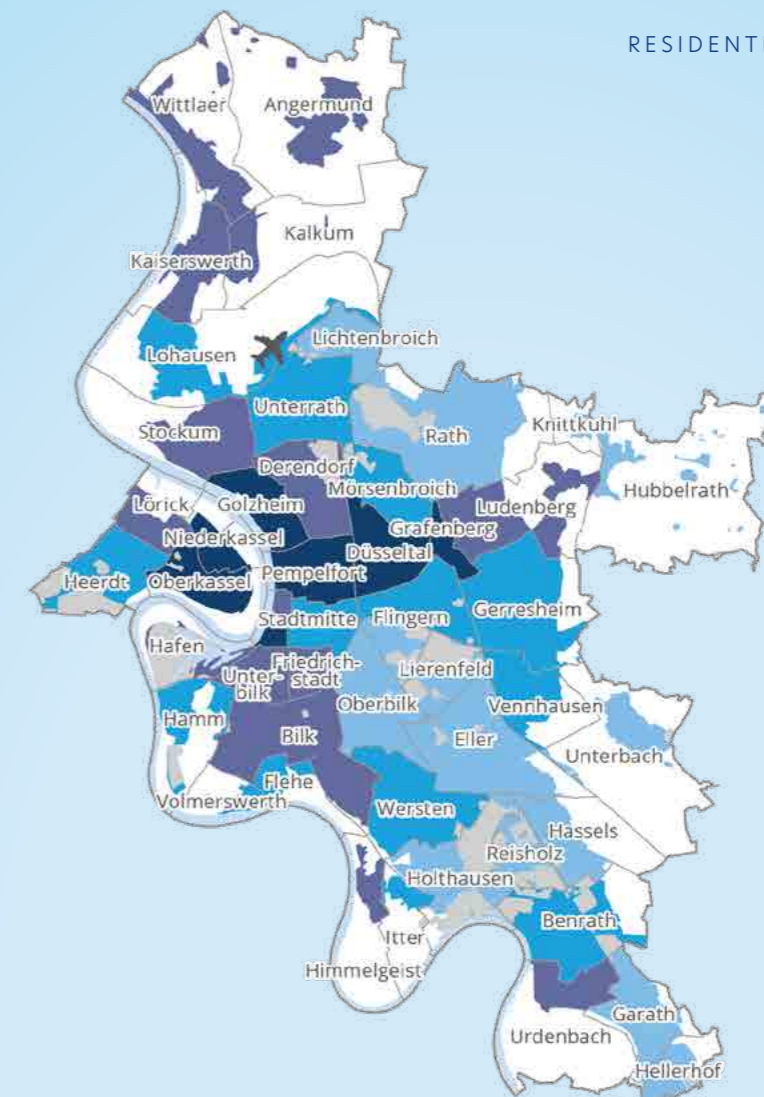 RESIDENTI
Wittlaer
Angermund
Kalkum
Kaiserswerth
Lichtenbroich
Lohausen
Unterrath
Stockum
Rath
Knittkuhl
Derendorf
Mörsenbroich
Hubbelrath
Lörick
Golzheim
Ludenberg
Grafenberg
Niederkassel
Düsseltal
Heerdt
Oberkassel
Pempelfort
Gerresheim
Stadtmitte
Flingern
Hafen
Friedrich-
stadt
Unter-
bilk
Lierenfeld
Oberbilk
Vennhausen
Hamm
Bilk
Eller
Unterbach
Flehe
Volmerswerth
Wersten
Hassels
Reisholz
Holthausen
Benrath
Itter
Himmelgeist
Garath
Urdenbach
Hellerhof